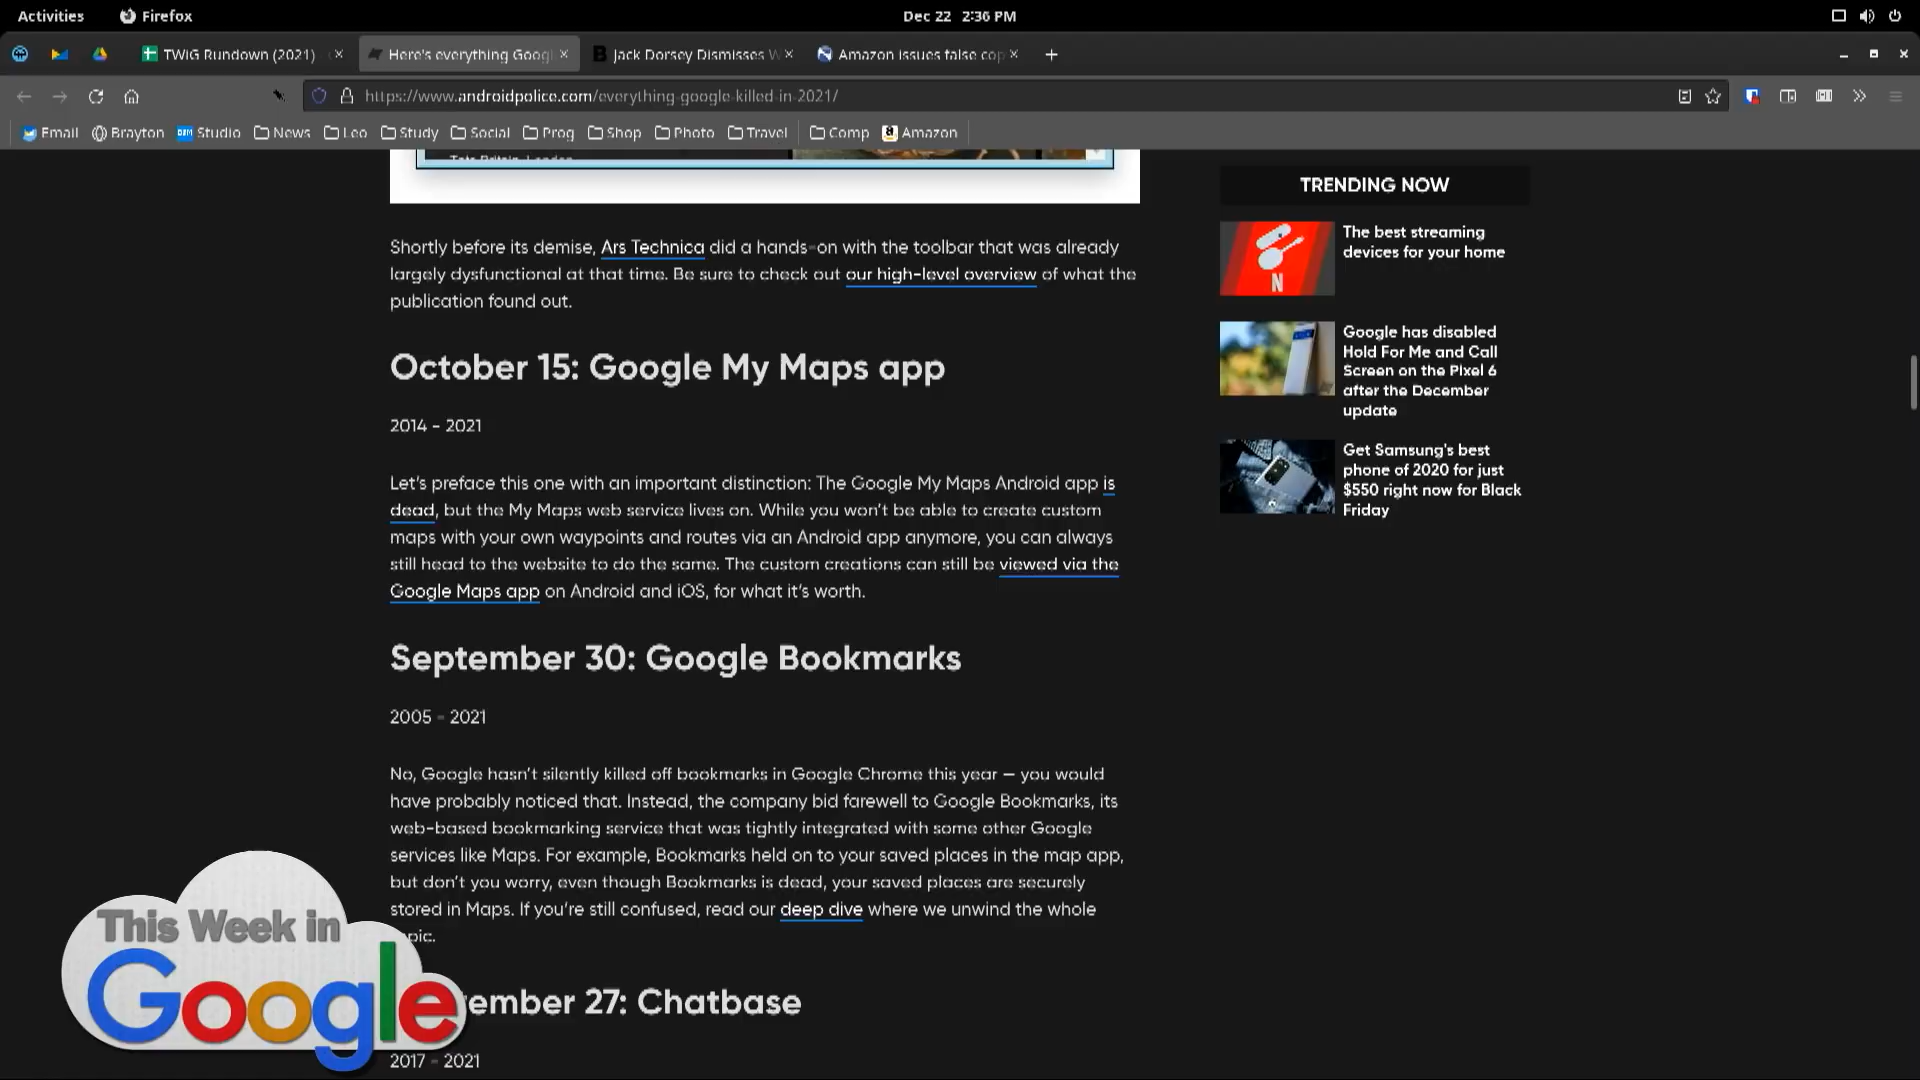 Activities
Firefox
Dec 22 2:36 PM
TWiG Rundown (2021)
Here's everything Googl
Jack Dorsey Dismisses W
Amazon issues false cop
https://www.androidpolice.com/everything-google-killed-in-2021/
Email
Brayton
Studio
News
Leo
Study
Social
Prog
Shop
Photo
Travel
Comp
Amazon
Shortly before its demise, Ars Technica did a hands-on with the toolbar that was already
largely dysfunctional at that time. Be sure to check out our high-level overview of what the
publication found out.
October 15: Google My Maps app
2014 - 2021
Let's preface this one with an important distinction: The Google My Maps Android app is
dead, but the My Maps web service lives on. While you won't be able to create custom
maps with your own waypoints and routes via an Android app anymore, you can always
still head to the website to do the same. The custom creations can still be viewed via the
Google Maps app on Android and iOS, for what it's worth.
September 30: Google Bookmarks
2005 - 2021
No, Google hasn't silently killed off bookmarks in Google Chrome this year — you would
have probably noticed that. Instead, the company bid farewell to Google Bookmarks, its
web-based bookmarking service that was tightly integrated with some other Google
services like Maps. For example, Bookmarks held on to your saved places in the map app,
but don't you worry, even though Bookmarks is dead, your saved places are securely
stored in Maps. If you're still confused, read our deep dive where we unwind the whole
opic.
tember 27: Chatbase
2017 - 2021
TRENDING NOW
The best streaming
devices for your home
Google has disabled
Hold For Me and Call
Screen on the Pixel 6
after the December
update
Get Samsung's best
phone of 2020 for just
$550 right now for Black
Friday
N
This Week in
Google